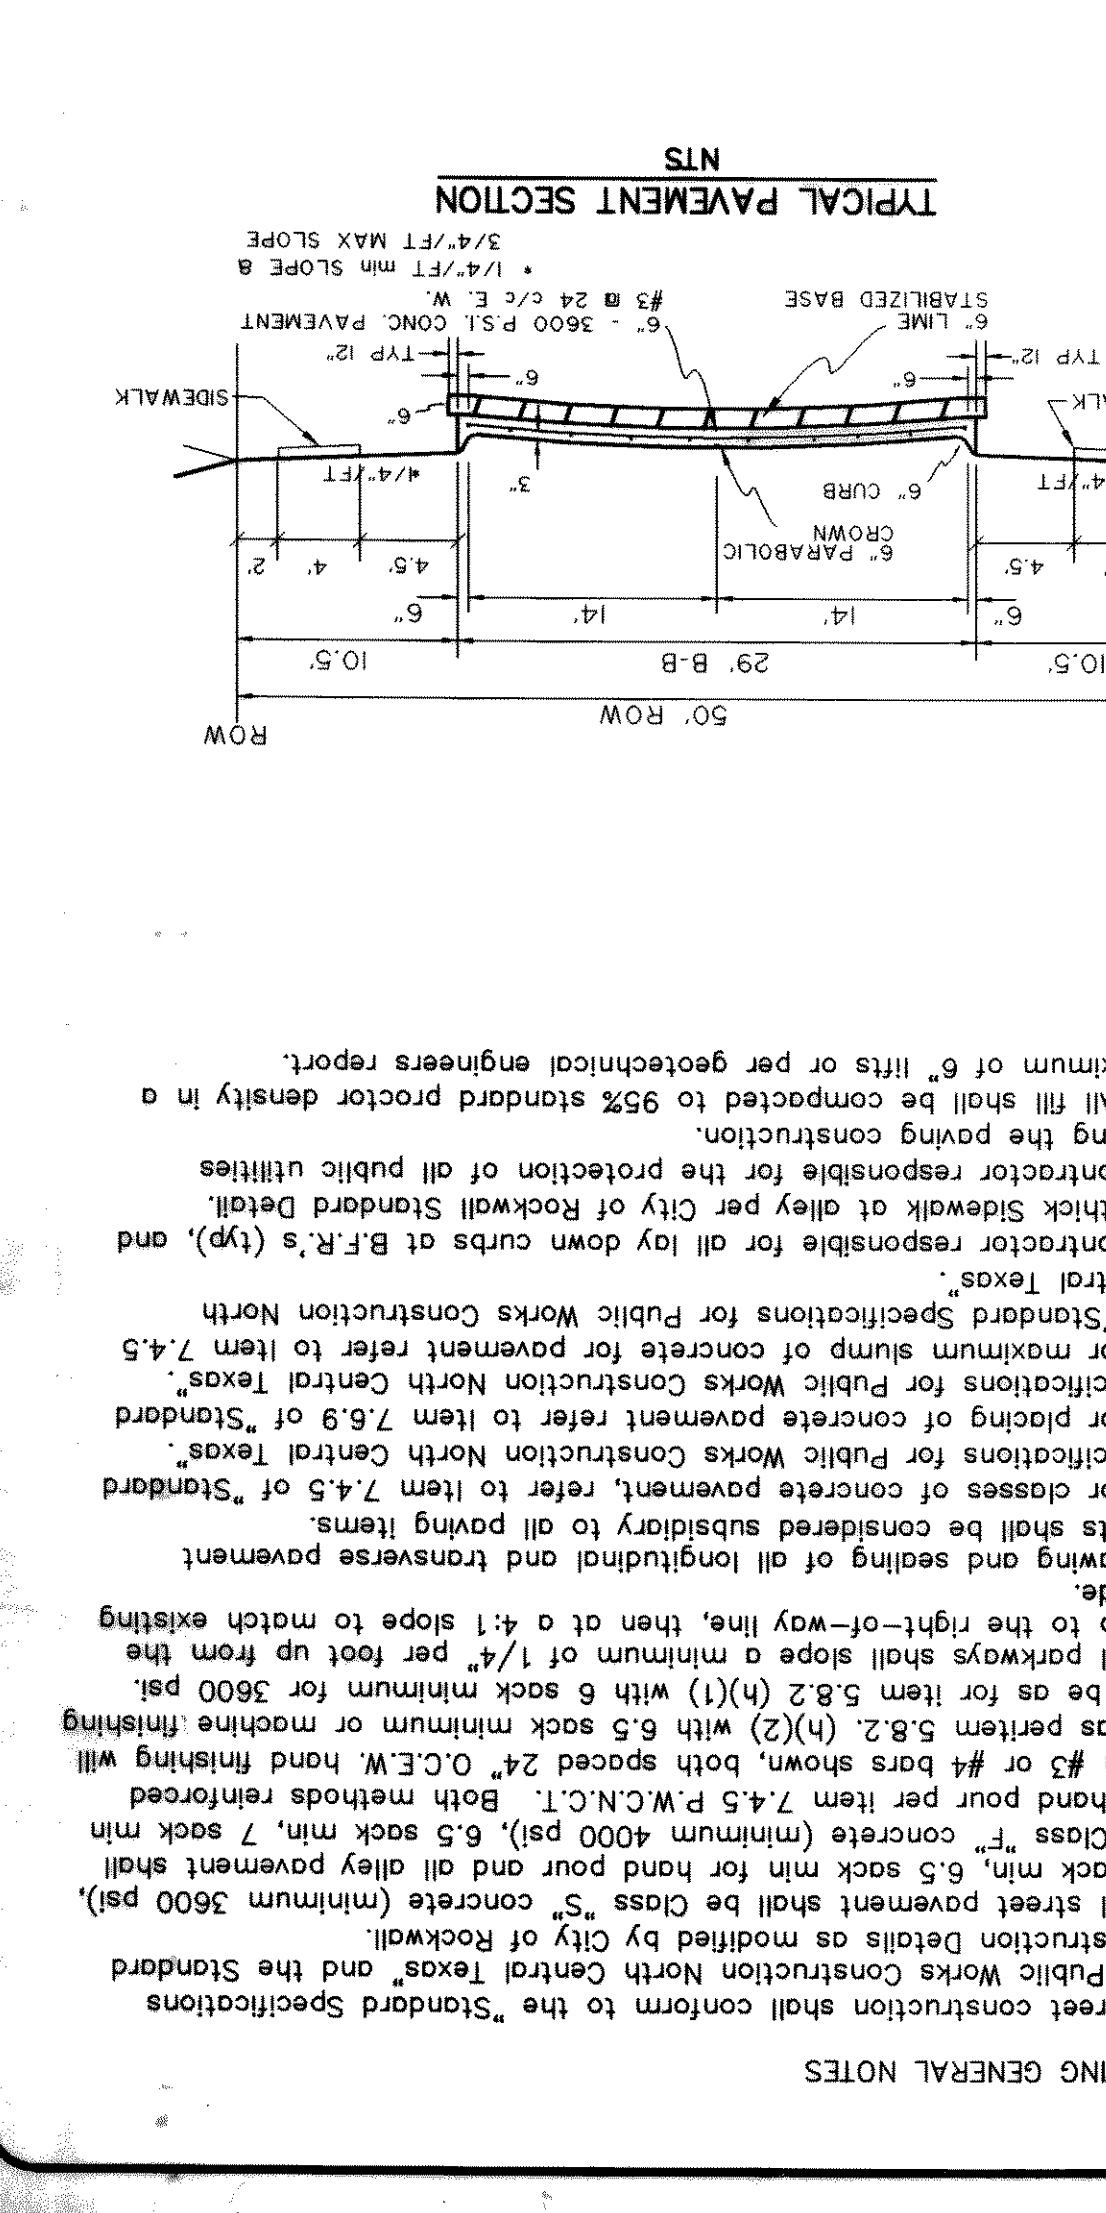 ING GENERAL NOTES
reet construction shall conform to the "Standard Specifications
Public Works Construction North Central Texas" and the Standard
struction Details as modified by City of Rockwall.
l street pavement shall be Class "S" concrete (minimum 3600 psi),
ack min, 6.5 sack min for hand pour and all alley pavement shall
Class "F" concrete (minimum 4000 psi), 6.5 sack min, 7 sack min
hand pour per item 7.4.5 P.W.C.N.C.T. Both methods reinforced
#3 or #4 bars shown, both spaced 24" O.C.E.W. hand finishing will
as peritem 5.8.2. (h)(2) with 6.5 sack minimum or machine finishing
be as for item 5.8.2 (h)(1) with 6 sack minimum for 3600 psi.
l parkways shall slope a minimum of 1/4" per foot up from the
to the right-of-way line, then at a 4:1 slope to match existing
de.
awing and sealing of all longitudinal and transverse pavement
ts shall be considered subsidiary to all paving items.
or classes of concrete pavement, refer to Item 7.4.5 of "Standard
cifications for Public Works Construction North Central Texas".
or placing of concrete pavement refer to Item 7.6.9 of "Standard
cifications for Public Works Construction North Central Texas".
or maximum slump of concrete for pavement refer to Item 7.4.5
"Standard Specifications for Public Works Construction North
tral Texas".
ontractor responsible for all lay down curbs at B.F.R.'s (typ), and
thick Sidewalk at alley per City of Rockwall Standard Detail.
ontractor responsible for the protection of all public utilities
ng the paving construction.
ll fill shall be compacted to 95% standard proctor density in a
ximum of 6" lifts or per geotechnical engineers report.
ROW
50' ROW
10.5'
29' B-B
10.5'
6"
14'
14'
6"
4.5'
6" PARABOLIC
CROWN
4.5'
4'
2'
4"/FT
6" CURB
3"
*1/4"/FT
LK
6"
SIDEWALK
TYP 12"
6"
6"
TYP 12"
6" LIME
STABILIZED BASE
6" - 3600 P.S.I. CONC. PAVEMENT
#3 @ 24 c/c E. W.
* 1/4"/FT min SLOPE &
3/4"/FT MAX SLOPE
TYPICAL PAVEMENT SECTION
NTS